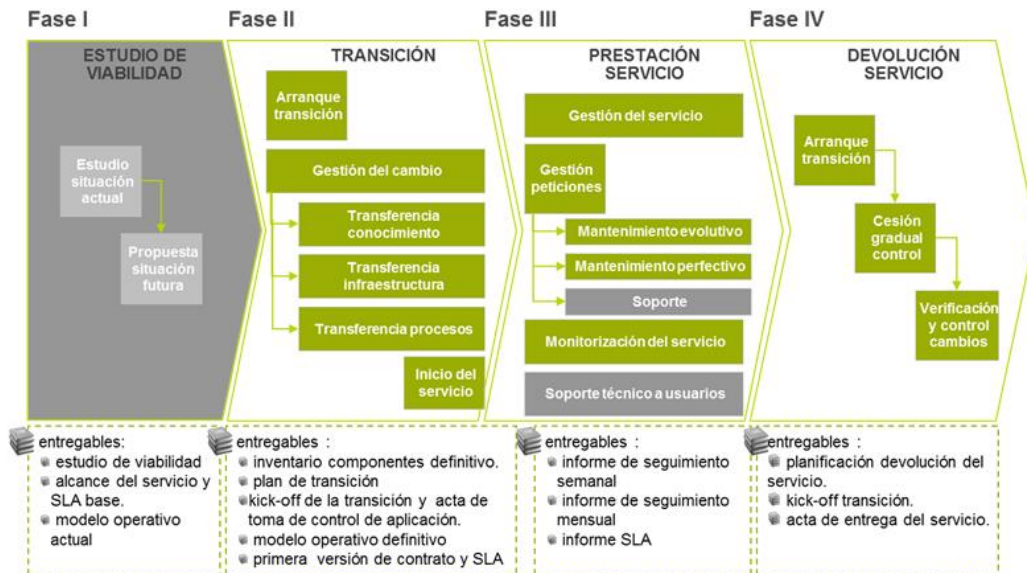 Fase I
Fase II
Fase III
Fase IV
ESTUDIO DE
VIABILIDAD
Estudio
situación
actual
Propuesta
situación
futura
TRANSICIÓN
Arranque
transición
Gestión del cambio
Transferencia
conocimiento
Transferencia
infraestructura
Transferencia procesos
Inicio del
servicio
PRESTACIÓN
SERVICIO
Gestión del servicio
Gestión
peticiones
Mantenimiento evolutivo
Mantenimiento perfectivo
Soporte
Monitorización del servicio
Soporte técnico a usuarios
DEVOLUCIÓN
SERVICIO
Arranque
transición
Cesión
gradual
control
Verificación
y control
cambios
entregables:
estudio de viabilidad
alcance del servicio y
SLA base.
modelo operativo
actual
entregables :
inventario componentes definitivo.
plan de transición
kick-off de la transición y acta de
toma de control de aplicación.
modelo operativo definitivo
primera versión de contrato y SLA
entregables :
informe de seguimiento
semanal
informe de seguimiento
mensual
informe SLA
entregables :
planificación devolución del
servicio.
kick-off transición.
acta de entrega del servicio.